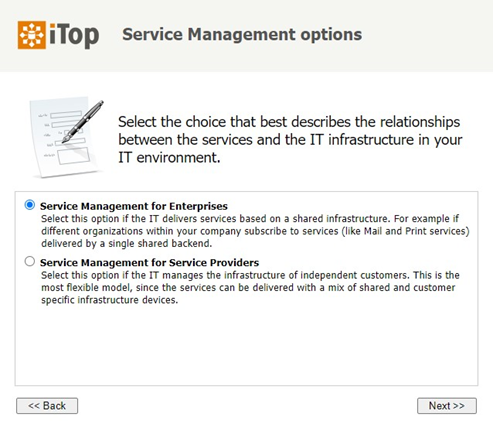 iTop
Service Management options
Select the choice that best describes the relationships
between the services and the IT infrastructure in your
IT environment.
Service Management for Enterprises
Select this option if the IT delivers services based on a shared infrastructure. For example if
different organizations within your company subscribe to services (like Mail and Print services)
delivered by a single shared backend.
Service Management for Service Providers
Select this option if the IT manages the infrastructure of independent customers. This is the
most flexible model, since the services can be delivered with a mix of shared and customer
specific infrastructure devices.
<< Back
Next >>